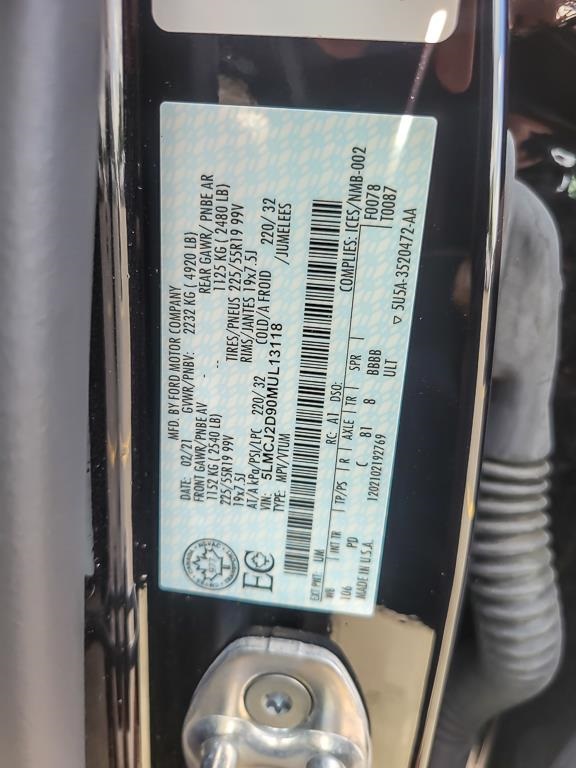 MFD. BY FORD MOTOR COMPANY
DATE: 02/21 GVWR/PNBV: 2232 KG ( 4920 LB)
FRONT GAWR/ PNBE AV REAR GAWR/ PNBE AR
1152 KG ( 2540 LB) 1125 KG ( 2480 LB)
225/55R19 99V TIRES/PNEUS 225/55R19 99V
19x7.5J RIMS/JANTES 19x7.5J
AT/A kPa/PSI/LPC 220/ 32 COLD/A FROID 220/ 32
VIN: 5LMCJ2D90MUL13118 /JUMELEES
TYPE: MPV/VTUM
COMPLIES: ICES/NMB-002
EXT PNT: UM RC: A1 DSO: F0078
WB INT TR TP/PS R AXLE TR SPR T0087
106 PD C 81 8 BBBB
MADE IN U.S.A. 1202102192769 ULT ▽ 5U5A-3520472-AA
EC